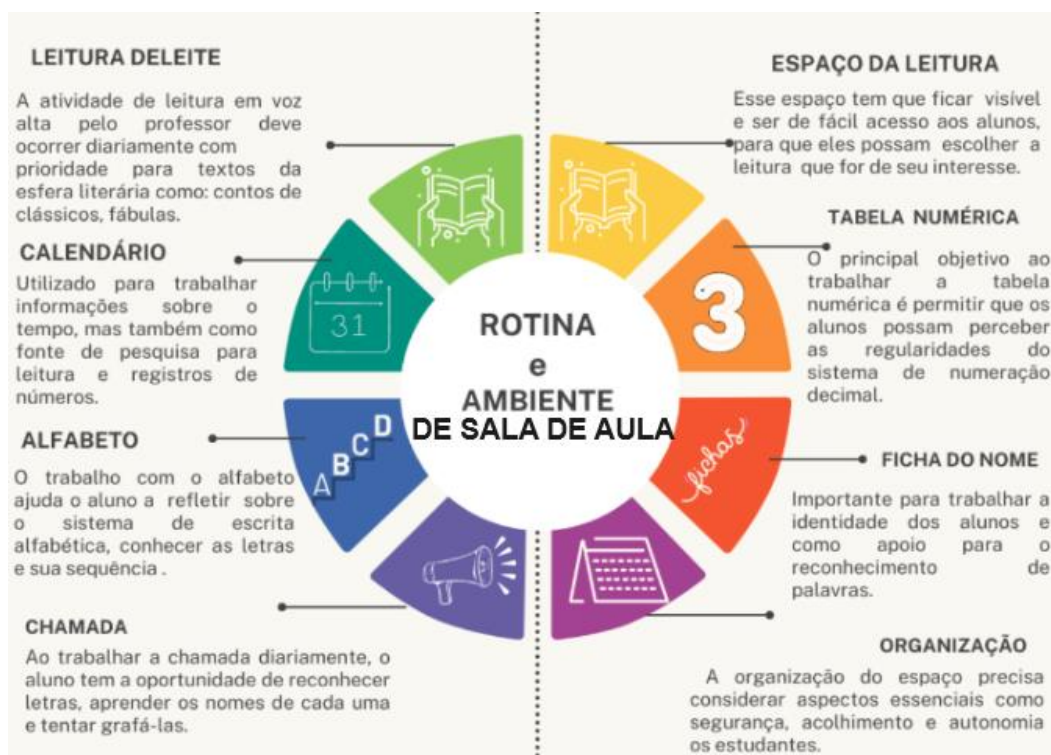 LEITURA DELEITE
A atividade de leitura em voz
alta pelo professor deve
ocorrer diariamente com
prioridade para textos da
esfera literária como: contos de
clássicos, fábulas.
CALENDÁRIO
Utilizado para trabalhar
informações sobre o
tempo, mas também como
fonte de pesquisa para
leitura e registros de
números.
ALFABETO
O trabalho com o alfabeto
ajuda o aluno a refletir sobre
o sistema de escrita
alfabética, conhecer as letras
e sua sequência .
CHAMADA
Ao trabalhar a chamada diariamente, o
aluno tem a oportunidade de reconhecer
letras, aprender os nomes de cada uma
e tentar grafá-las.
31
A B C D
ROTINA
e
AMBIENTE
DE SALA DE AULA
3
fichas
ESPAÇO DA LEITURA
Esse espaço tem que ficar visível
e ser de fácil acesso aos alunos,
para que eles possam escolher a
leitura que for de seu interesse.
TABELA NUMÉRICA
O principal objetivo ao
trabalhar a tabela
numérica é permitir que os
alunos possam perceber
as regularidades do
sistema de numeração
decimal.
FICHA DO NOME
Importante para trabalhar a
identidade dos alunos e
como apoio para o
reconhecimento de
palavras.
ORGANIZAÇÃO
A organização do espaço precisa
considerar aspectos essenciais como
segurança, acolhimento e autonomia
os estudantes.